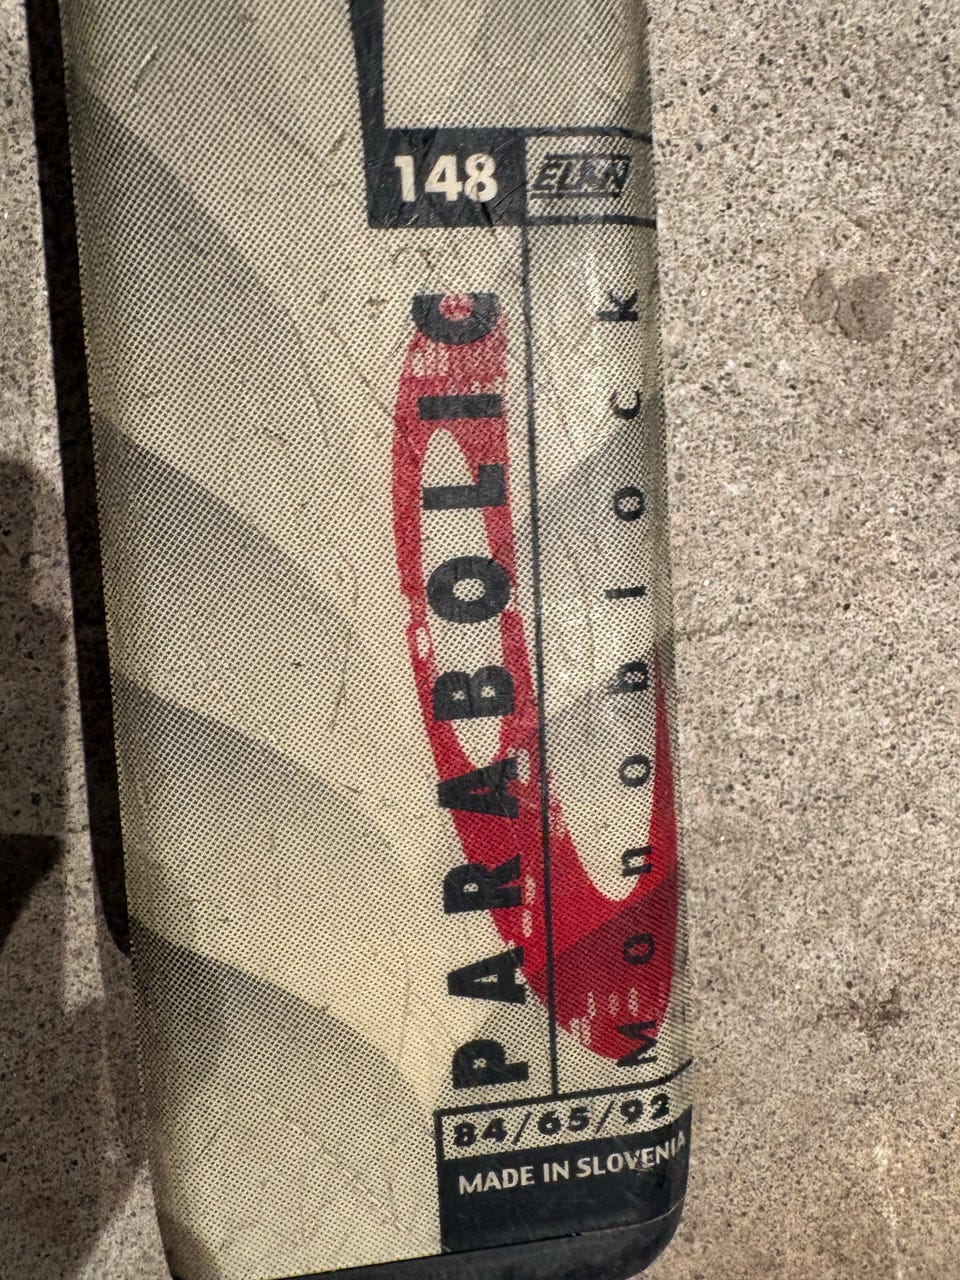 148
ELAN
PARABOLIC
Monoblock
84/65/92
MADE IN SLOVENIA